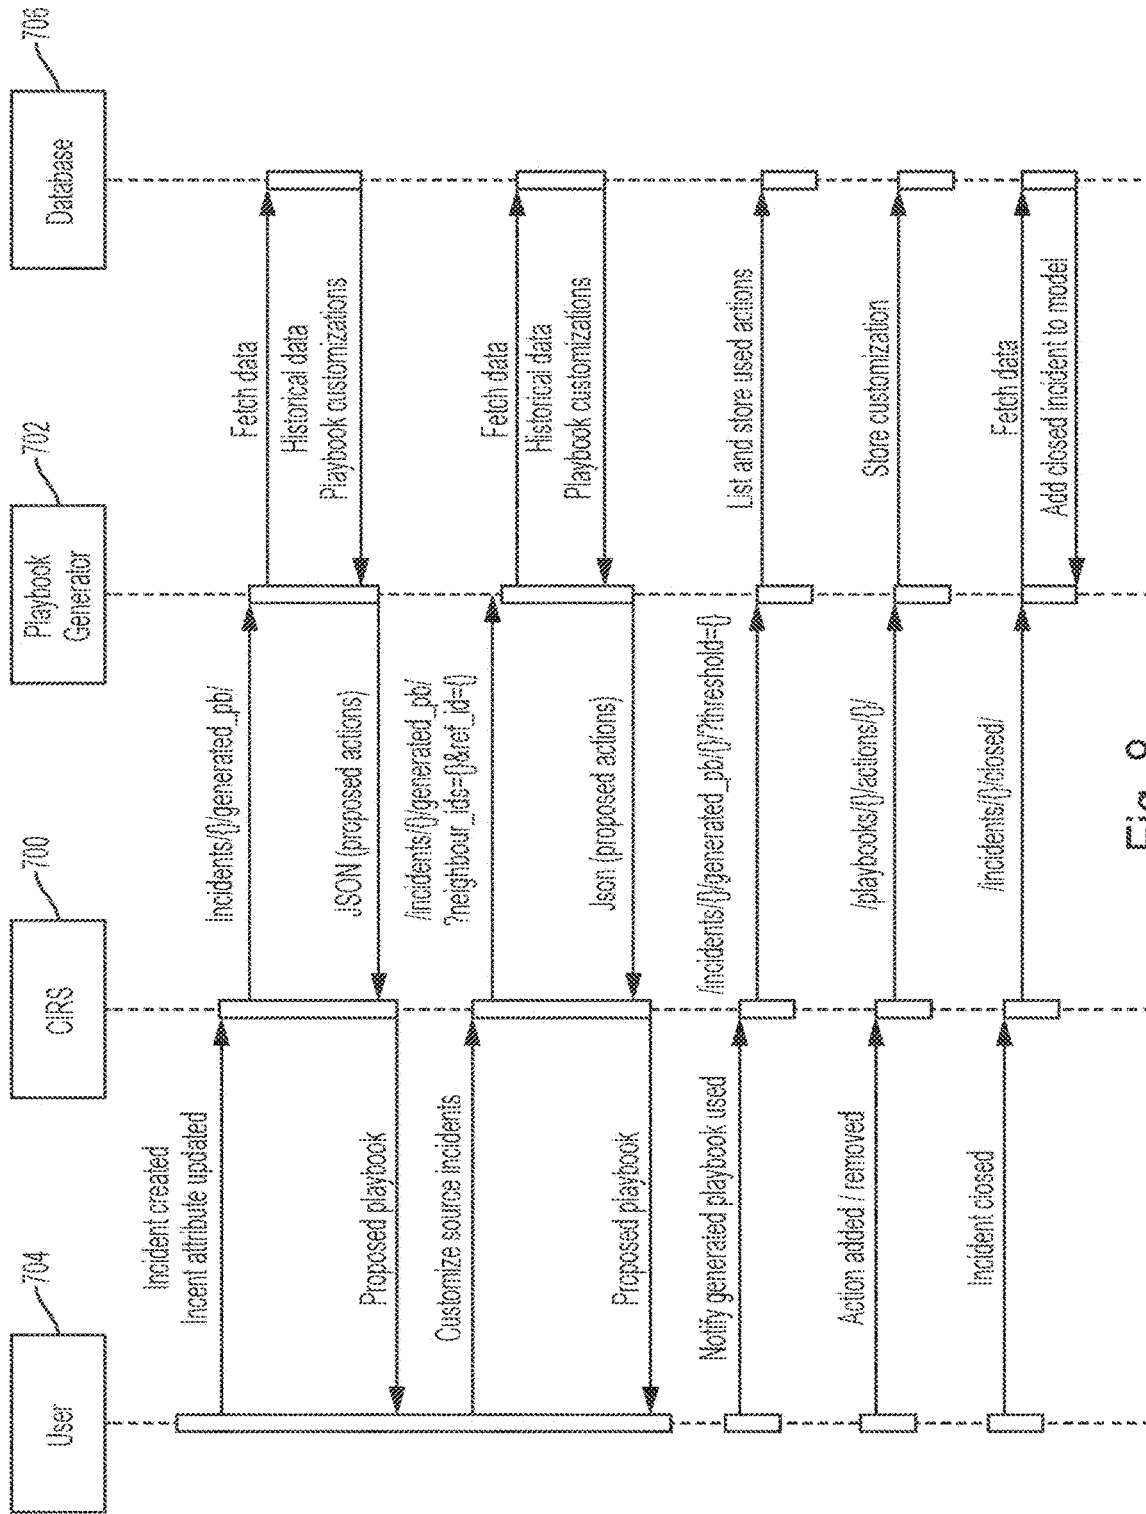 User
704
CIRS
700
Playbook
Generator
702
Database
706
Incident created
Incent attribute updated
Incidents/{}/generated_pb/
Fetch data
Historical data
Playbook customizations
JSON (proposed actions)
Proposed playbook
Customize source incidents
/incidents/{}/generated_pb/
?neighbour_ids={}&ref_id={}
Fetch data
Historical data
Playbook customizations
Json (proposed actions)
Proposed playbook
Notify generated playbook used
/incidents/{}/generated_pb/{}/?threshold={}
List and store used actions
Action added / removed
/playbooks/{}/actions/{}/
Store customization
Incident closed
/incidents/{}/closed/
Fetch data
Add closed incident to model